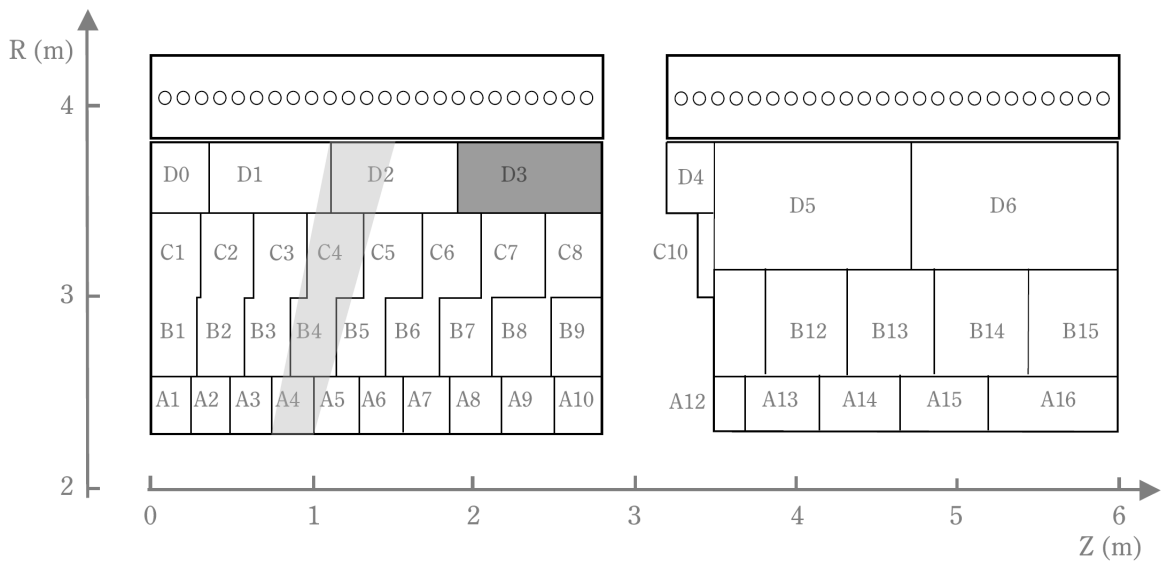 R (m)
4
D0 D1 D2 D3 D4 D5 D6
C1 C2 C3 C4 C5 C6 C7 C8 C10
3
B1 B2 B3 B4 B5 B6 B7 B8 B9 B12 B13 B14 B15
A1 A2 A3 A4 A5 A6 A7 A8 A9 A10 A12 A13 A14 A15 A16
2
0 1 2 3 4 5 6
Z (m)